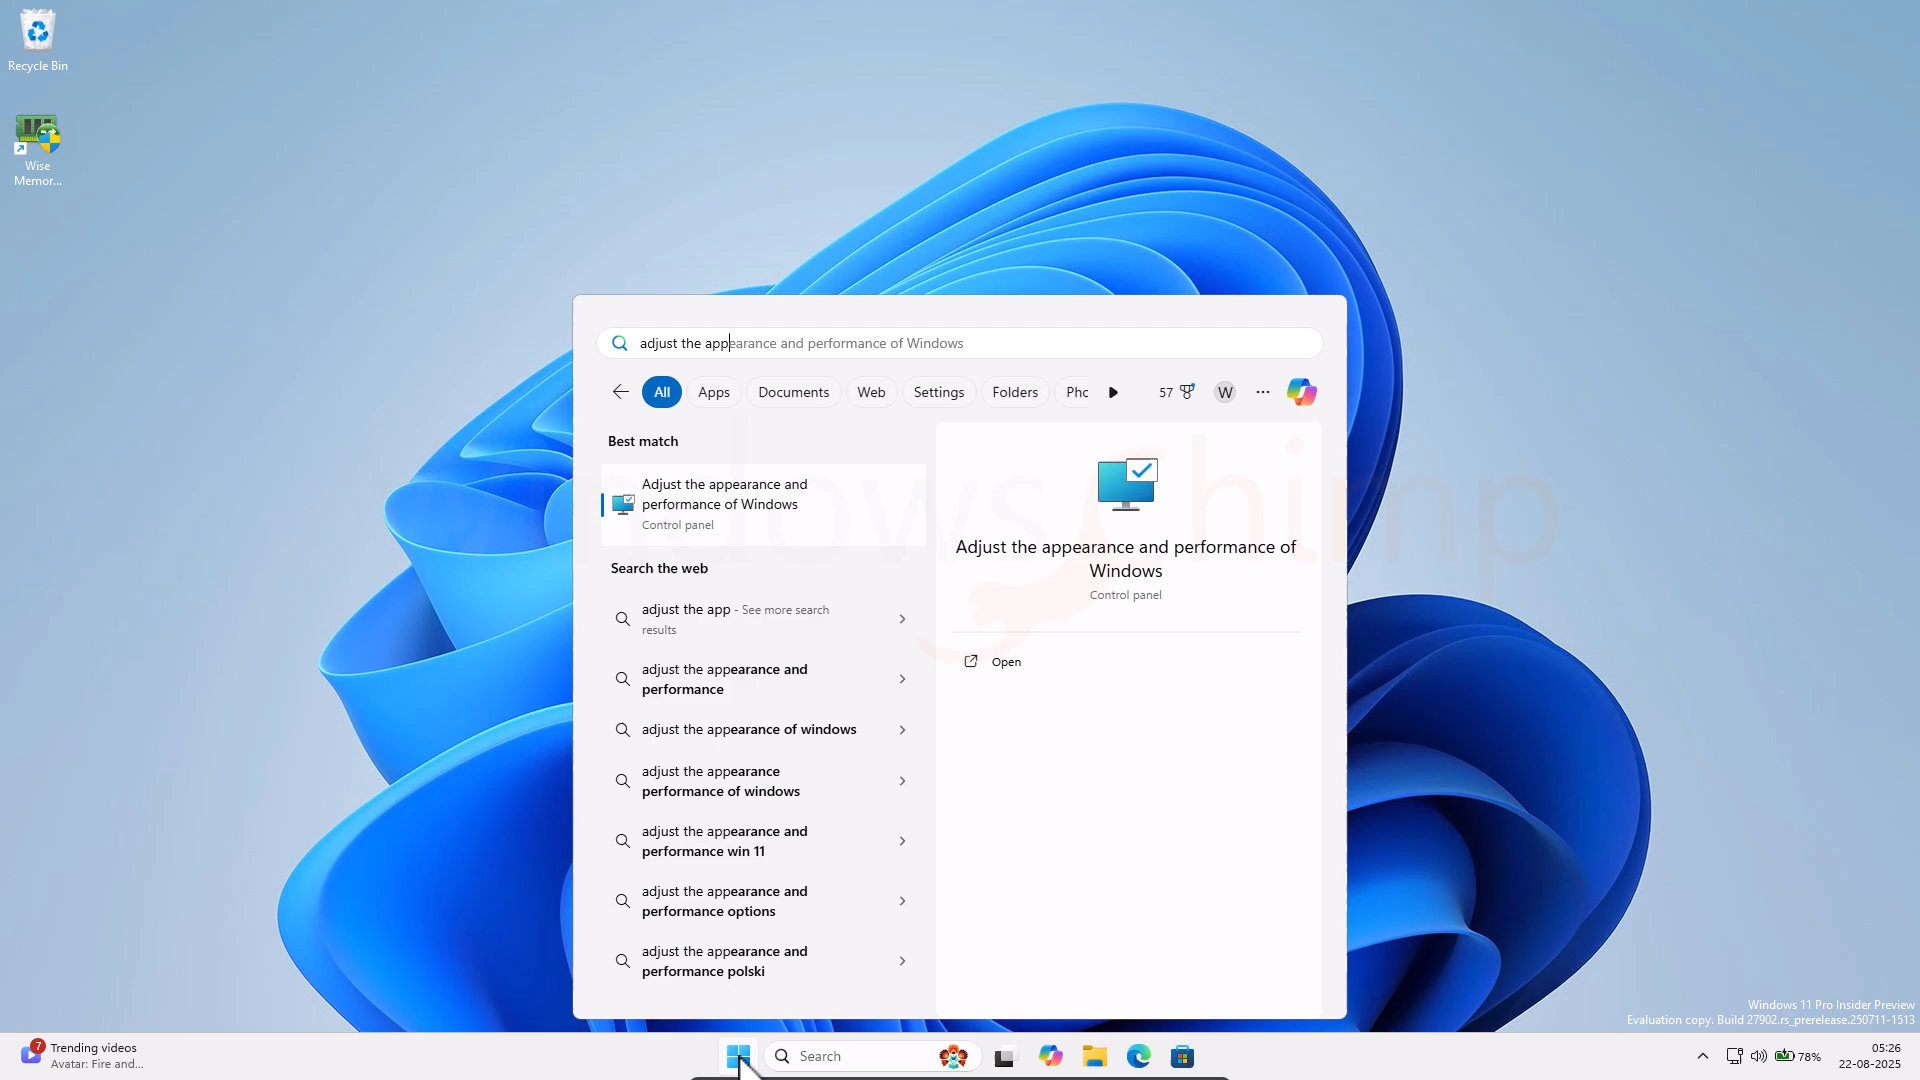 Recycle Bin
Wise
Memor...
adjust the appearance and performance of Windows
All
Apps
Documents
Web
Settings
Folders
Phc
57
W
Best match
Adjust the appearance and
performance of Windows
Control panel
Search the web
adjust the app - See more search
results
adjust the appearance and
performance
adjust the appearance of windows
adjust the appearance
performance of windows
adjust the appearance and
performance win 11
adjust the appearance and
performance options
adjust the appearance and
performance polski
Adjust the appearance and performance of
Windows
Control panel
Open
ndows chimp
Windows 11 Pro Insider Preview
Evaluation copy. Build 27902.rs_prerelease.250711-1513
7
Trending videos
Avatar: Fire and...
Search
78%
05:26
22-08-2025